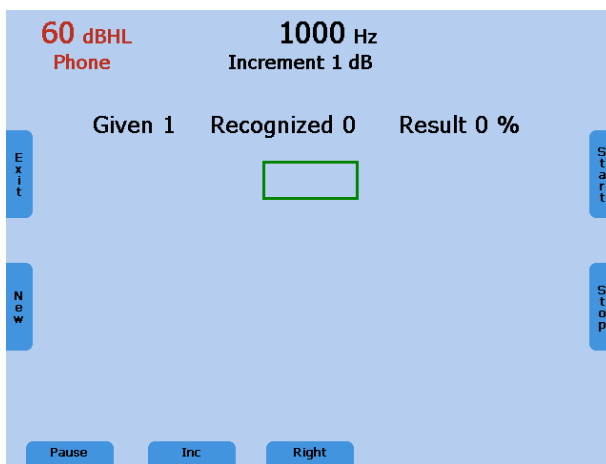 60 dBHL
1000 Hz
Phone
Increment 1 dB
Given 1 Recognized 0 Result 0 %
Exit
Start
New
Stop
Pause
Inc
Right